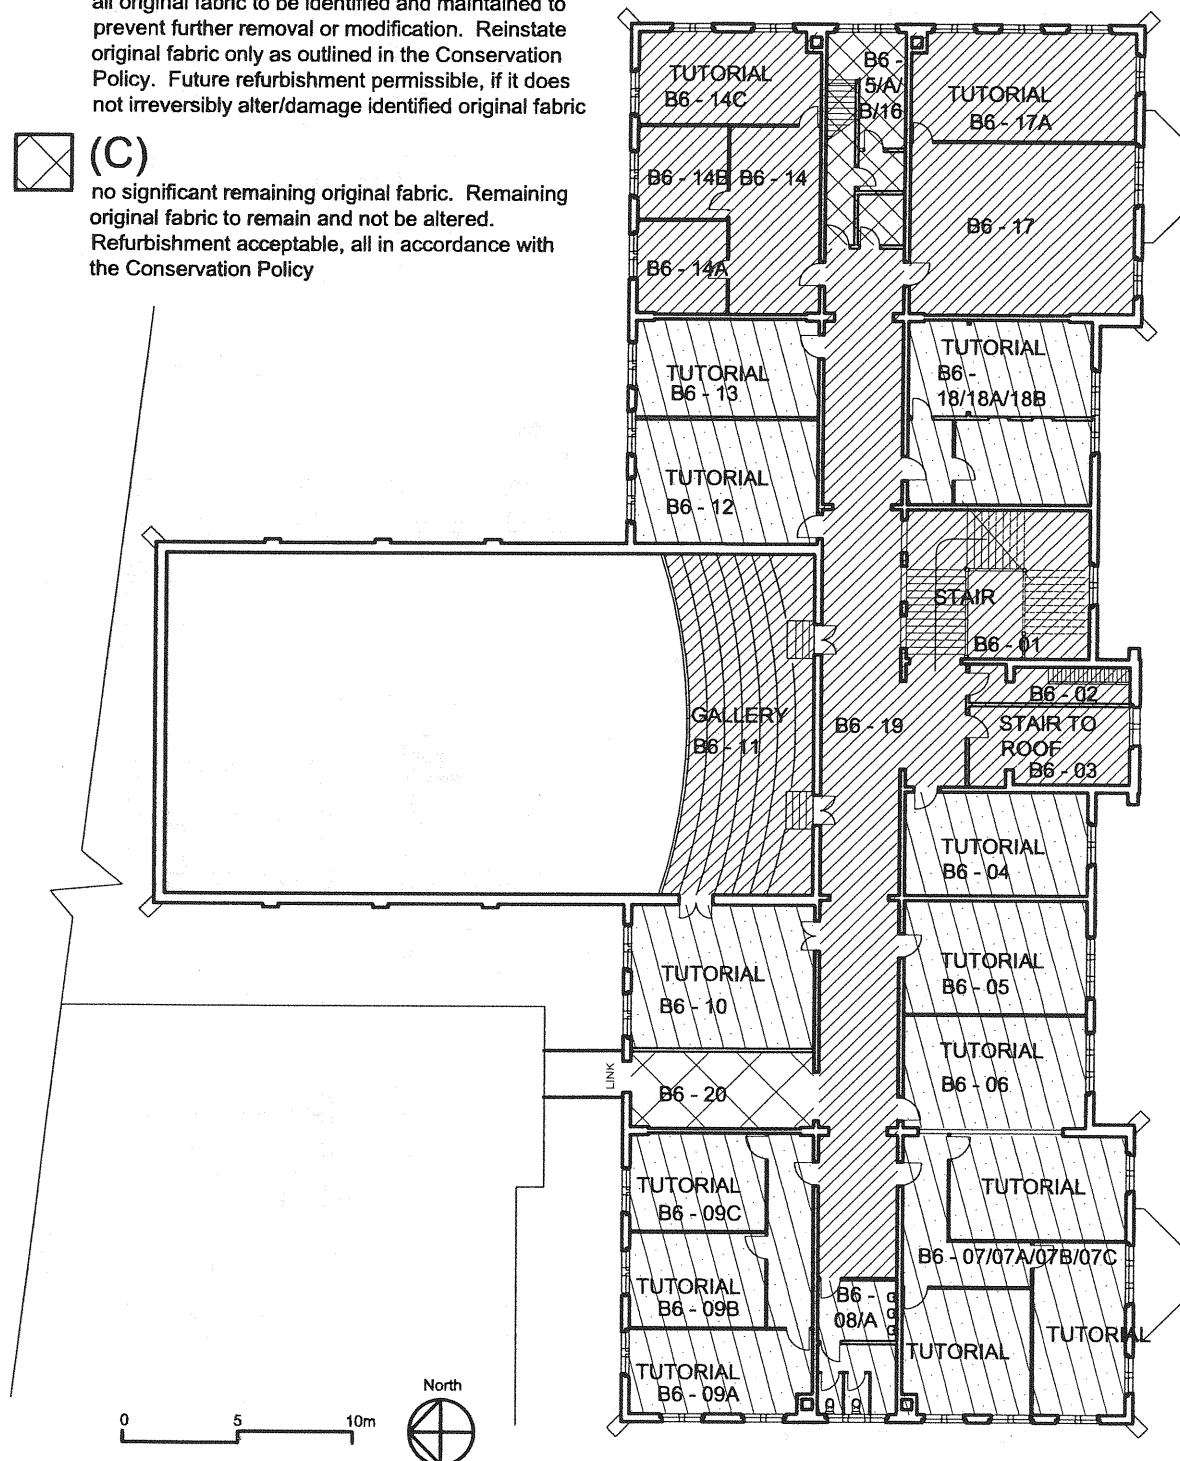 all original fabric to be identified and maintained to
prevent further removal or modification. Reinstate
original fabric only as outlined in the Conservation
Policy. Future refurbishment permissible, if it does
not irreversibly alter/damage identified original fabric
(C)
no significant remaining original fabric. Remaining
original fabric to remain and not be altered.
Refurbishment acceptable, all in accordance with
the Conservation Policy
TUTORIAL
B6 - 14C
B6 -
15/A/
B/16
TUTORIAL
B6 - 17A
B6 - 14B
B6 - 14
B6 - 17
B6 - 14A
TUTORIAL
B6 - 13
TUTORIAL
B6 -
18/18A/18B
TUTORIAL
B6 - 12
STAIR
B6 - 01
B6 - 02
GALLERY
B6 - 11
B6 - 19
STAIR TO
ROOF
B6 - 03
TUTORIAL
B6 - 04
TUTORIAL
B6 - 10
TUTORIAL
B6 - 05
LINK
B6 - 20
TUTORIAL
B6 - 06
TUTORIAL
B6 - 09C
TUTORIAL
B6 - 07/07A/07B/07C
TUTORIAL
B6 - 09B
B6 -
08/A
TUTORIAL
TUTORIAL
TUTORIAL
B6 - 09A
North
0 5 10m